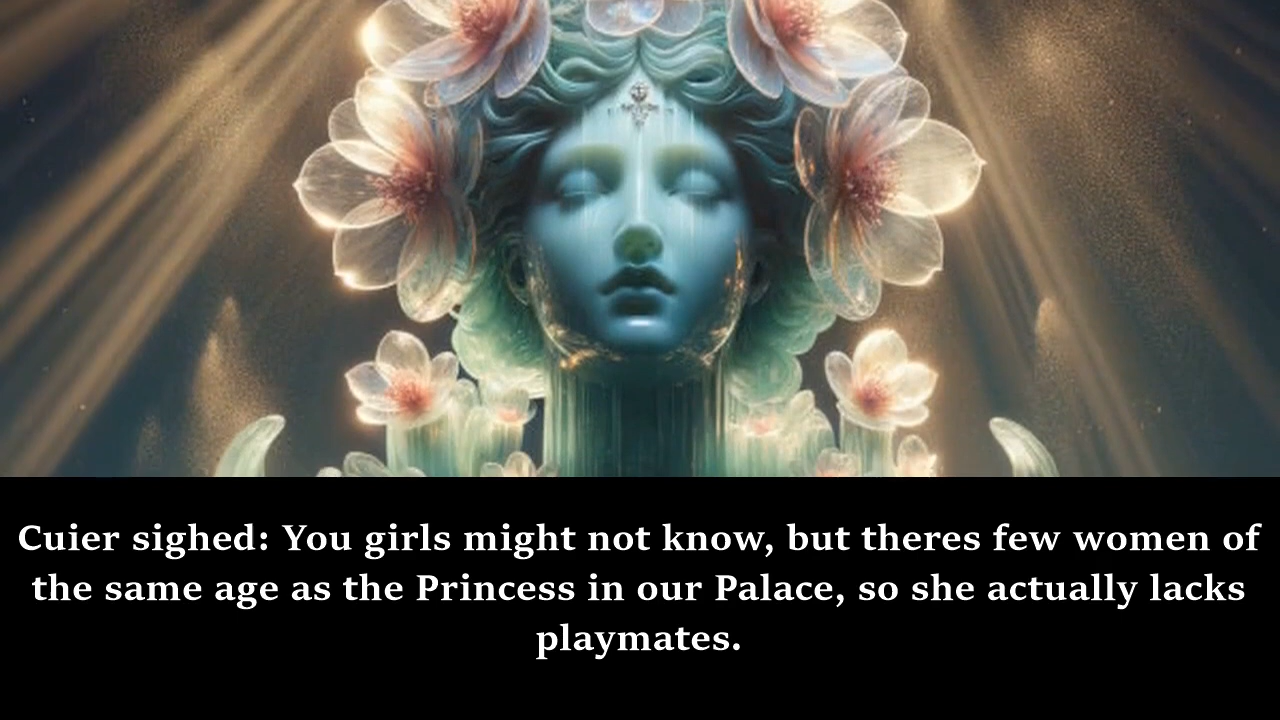 Cuier sighed: You girls might not know, but theres few women of
the same age as the Princess in our Palace, so she actually lacks
playmates.